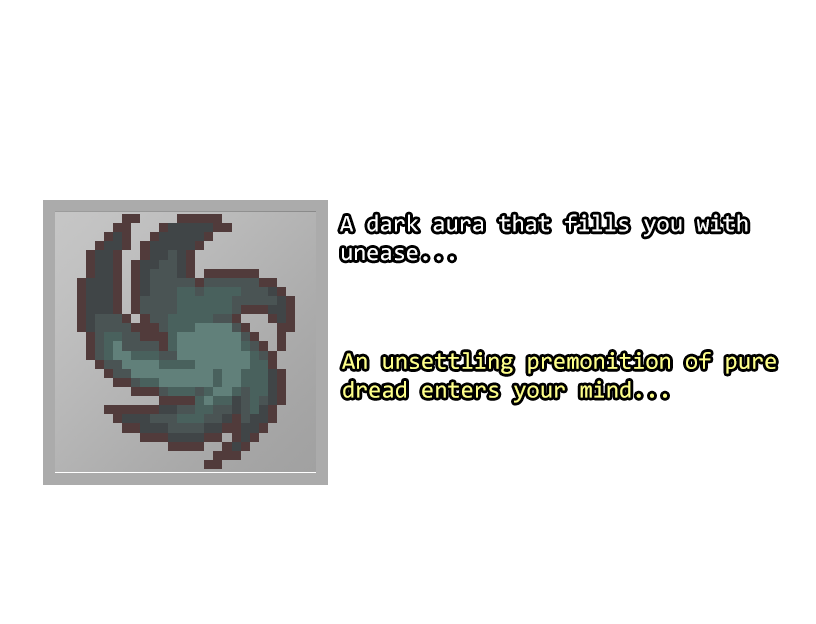 A dark aura that fills you with
unease...
An unsettling premonition of pure
dread enters your mind...